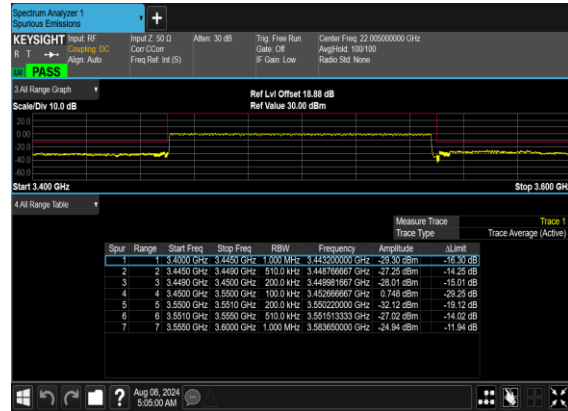 Spectrum Analyzer 1
Spurious Emissions
KEYSIGHT Input: RF Input Z: 50 Ω Atten: 30 dB Trig: Free Run Center Freq: 22.005000000 GHz
R T Coupling: DC Corr CCorr Gate: Off Avg|Hold: 100/100
Align: Auto Freq Ref: Int (S) IF Gain: Low Radio Std: None
PASS
3 All Range Graph
Ref Lvl Offset 18.88 dB
Scale/Div 10.0 dB Ref Value 30.00 dBm
20.0
0.00
-20.0
-40.0
-60.0
Start 3.400 GHz Stop 3.600 GHz
4 All Range Table
Measure Trace Trace 1
Trace Type Trace Average (Active)
Spur Range Start Freq Stop Freq RBW Frequency Amplitude ΔLimit
1 1 3.4000 GHz 3.4450 GHz 1.000 MHz 3.443200000 GHz -29.30 dBm -16.30 dB
2 2 3.4450 GHz 3.4490 GHz 510.0 kHz 3.448766667 GHz -27.25 dBm -14.25 dB
3 3 3.4490 GHz 3.4500 GHz 200.0 kHz 3.449981667 GHz -28.01 dBm -15.01 dB
4 4 3.4500 GHz 3.5500 GHz 100.0 kHz 3.452666667 GHz 0.748 dBm -29.25 dB
5 5 3.5500 GHz 3.5510 GHz 200.0 kHz 3.550220000 GHz -32.12 dBm -19.12 dB
6 6 3.5510 GHz 3.5550 GHz 510.0 kHz 3.551513333 GHz -27.02 dBm -14.02 dB
7 7 3.5550 GHz 3.6000 GHz 1.000 MHz 3.583650000 GHz -24.94 dBm -11.94 dB
Aug 08, 2024
5:05:00 AM